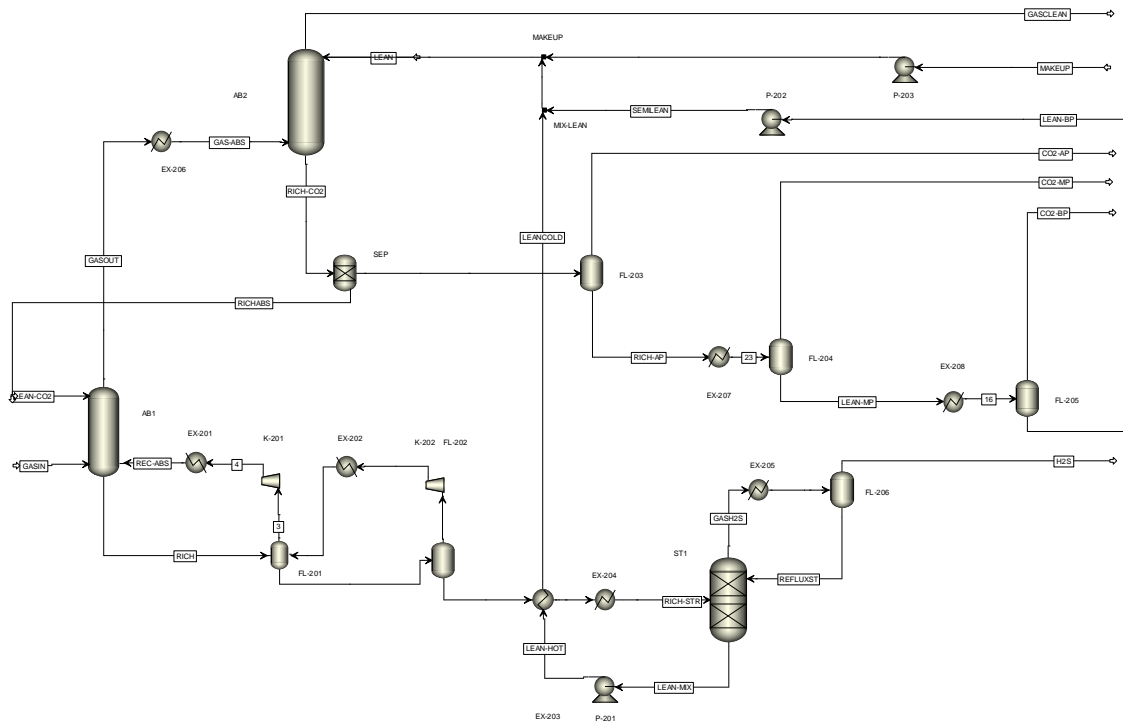 GASCLEAN
MAKEUP
LEAN
MAKEUP
P-203
AB2
P-202
SEMILEAN
MIX-LEAN
LEAN-BP
GAS-ABS
EX-206
CO2-AP
CO2-MP
RICH-CO2
CO2-BP
LEANCOLD
SEP
GASOUT
FL-203
RICHABS
RICH-AP
23
FL-204
EX-208
EX-207
LEAN-CO2
LEAN-MP
16
FL-205
AB1
EX-201
K-201
EX-202
K-202
FL-202
GASIN
REC-ABS
4
H2S
EX-205
FL-206
GASH2S
3
RICH
ST1
FL-201
EX-204
REFLUXST
RICH-STR
LEAN-HOT
LEAN-MIX
EX-203
P-201